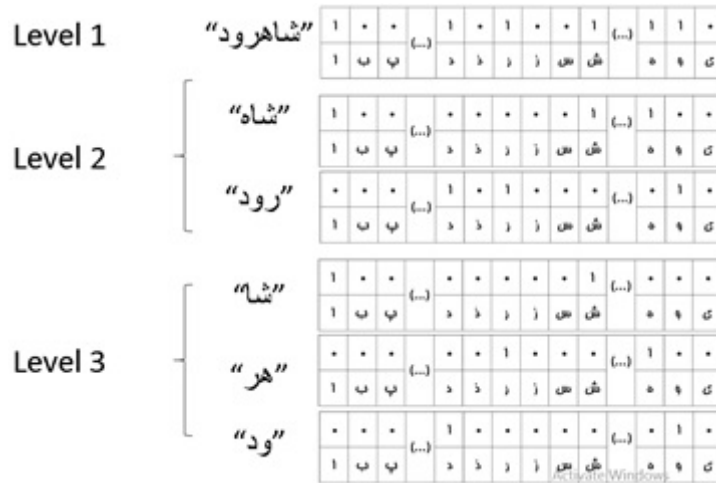 Level 1
“شاهرود”
۱ ۰ ۰ (...) ۱ ۰ ۱ ۰ ۰ ۱ (...) ۱ ۱ ۰
ا ب پ د ذ ر ز س ش ه و ی
Level 2
“شاه”
۱ ۰ ۰ (...) ۰ ۰ ۰ ۰ ۰ ۱ (...) ۱ ۰ ۰
ا ب پ د ذ ر ز س ش ه و ی
“رود”
۰ ۰ ۰ (...) ۱ ۰ ۱ ۰ ۰ ۰ (...) ۰ ۱ ۰
ا ب پ د ذ ر ز س ش ه و ی
Level 3
“شا”
۱ ۰ ۰ (...) ۰ ۰ ۰ ۰ ۰ ۱ (...) ۰ ۰ ۰
ا ب پ د ذ ر ز س ش ه و ی
“هر”
۰ ۰ ۰ (...) ۰ ۰ ۱ ۰ ۰ ۰ (...) ۱ ۰ ۰
ا ب پ د ذ ر ز س ش ه و ی
“ود”
۰ ۰ ۰ (...) ۱ ۰ ۰ ۰ ۰ ۰ (...) ۰ ۱ ۰
ا ب پ د ذ ر ز س ش ه و ی
Activate Windows